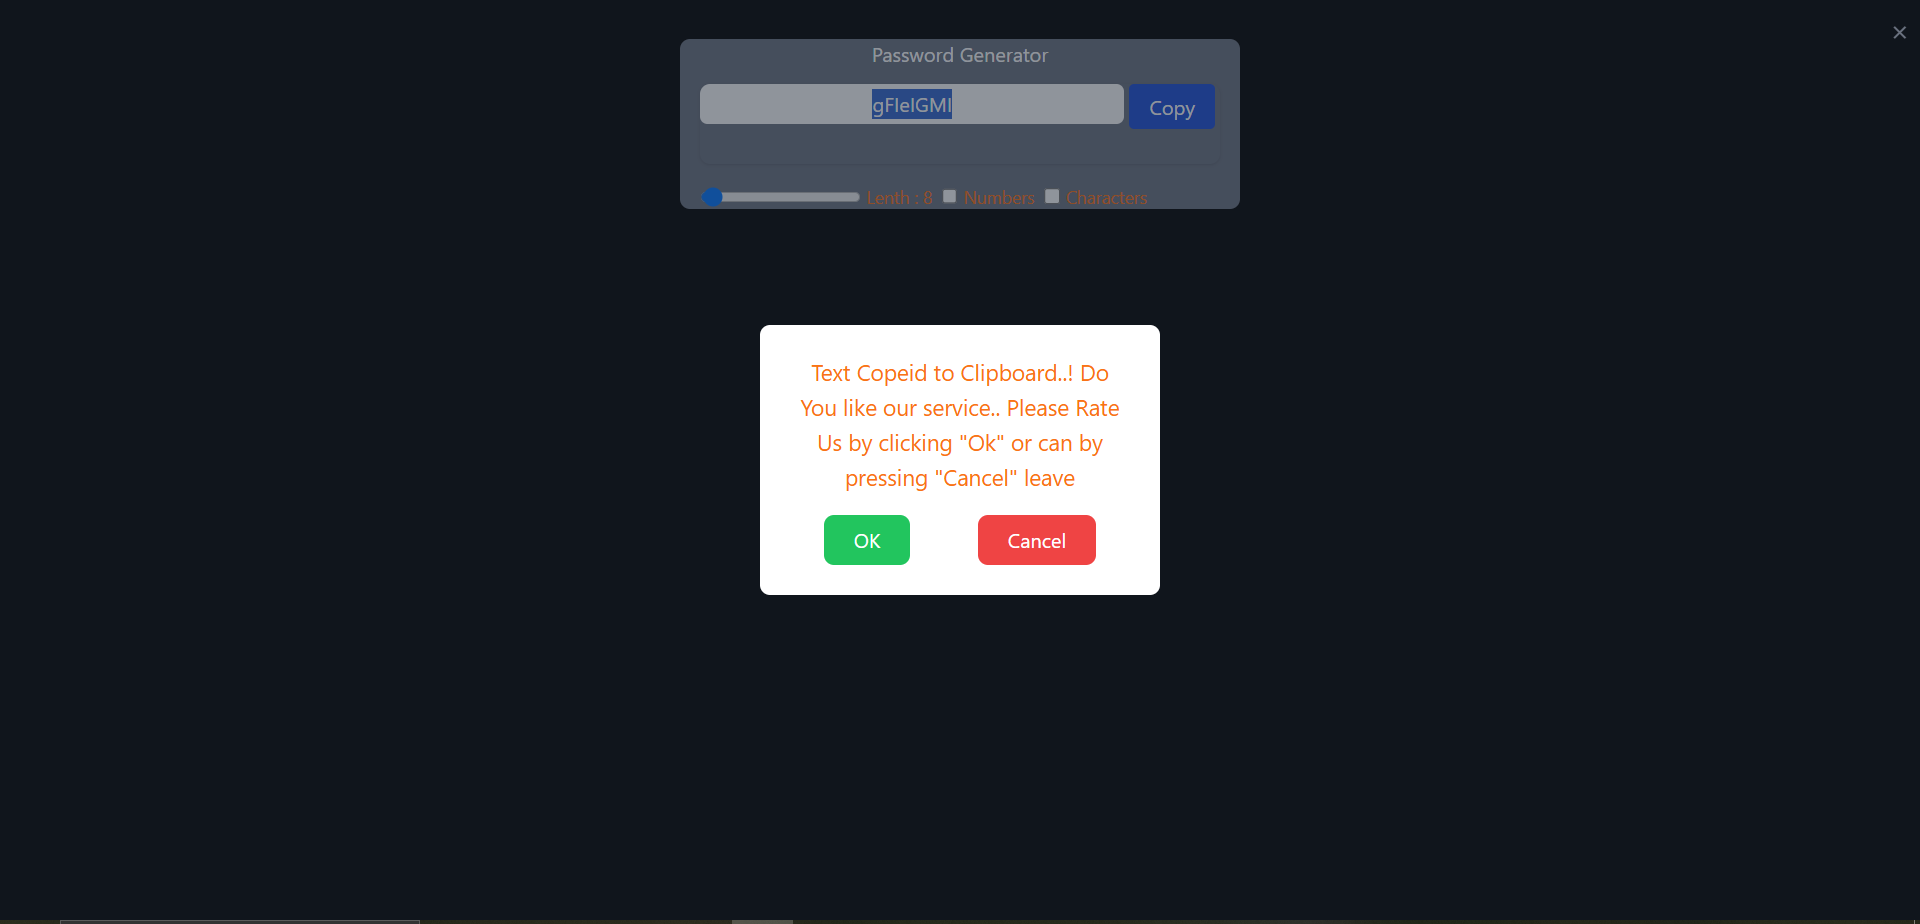 Password Generator
Copy
Lenth : 8 Numbers Characters
Text Copeid to Clipboard..! Do
You like our service.. Please Rate
Us by clicking "Ok" or can by
pressing "Cancel" leave
OK Cancel